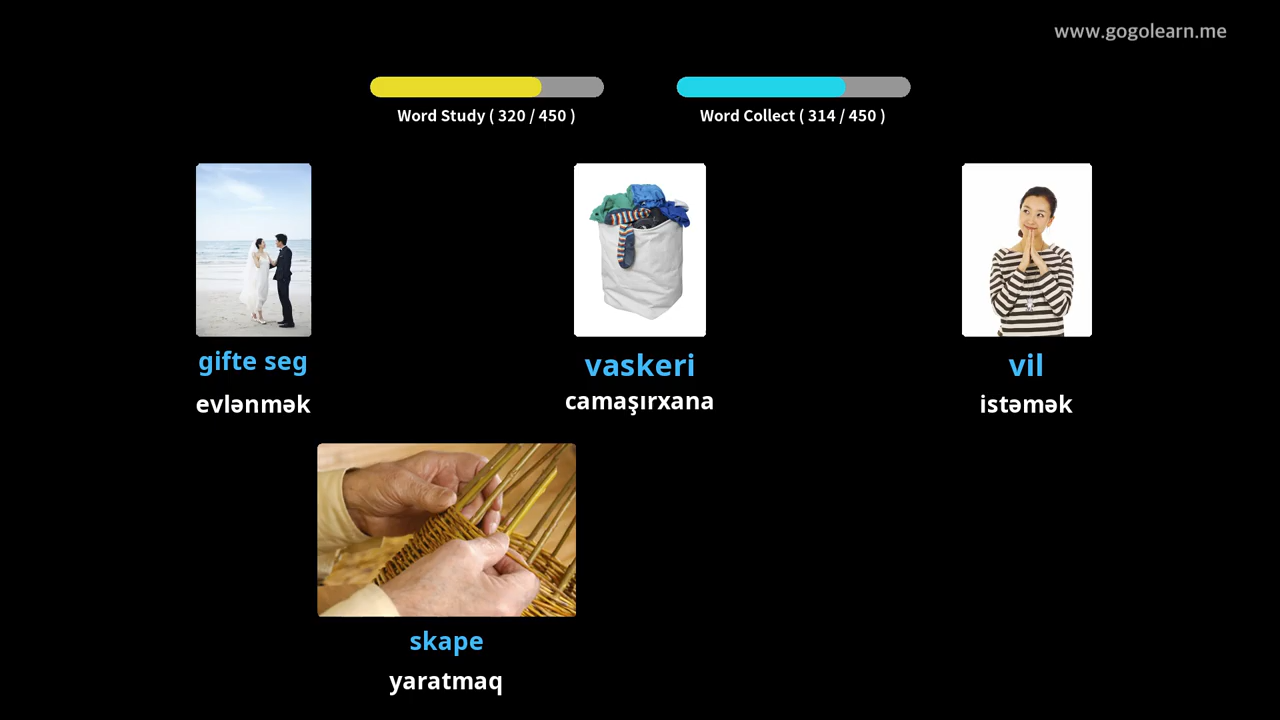 www.gogolearn.me
Word Study ( 320 / 450 )
Word Collect ( 314 / 450 )
gifte seg
evlənmək
vaskeri
camaşırxana
vil
istəmək
skape
yaratmaq